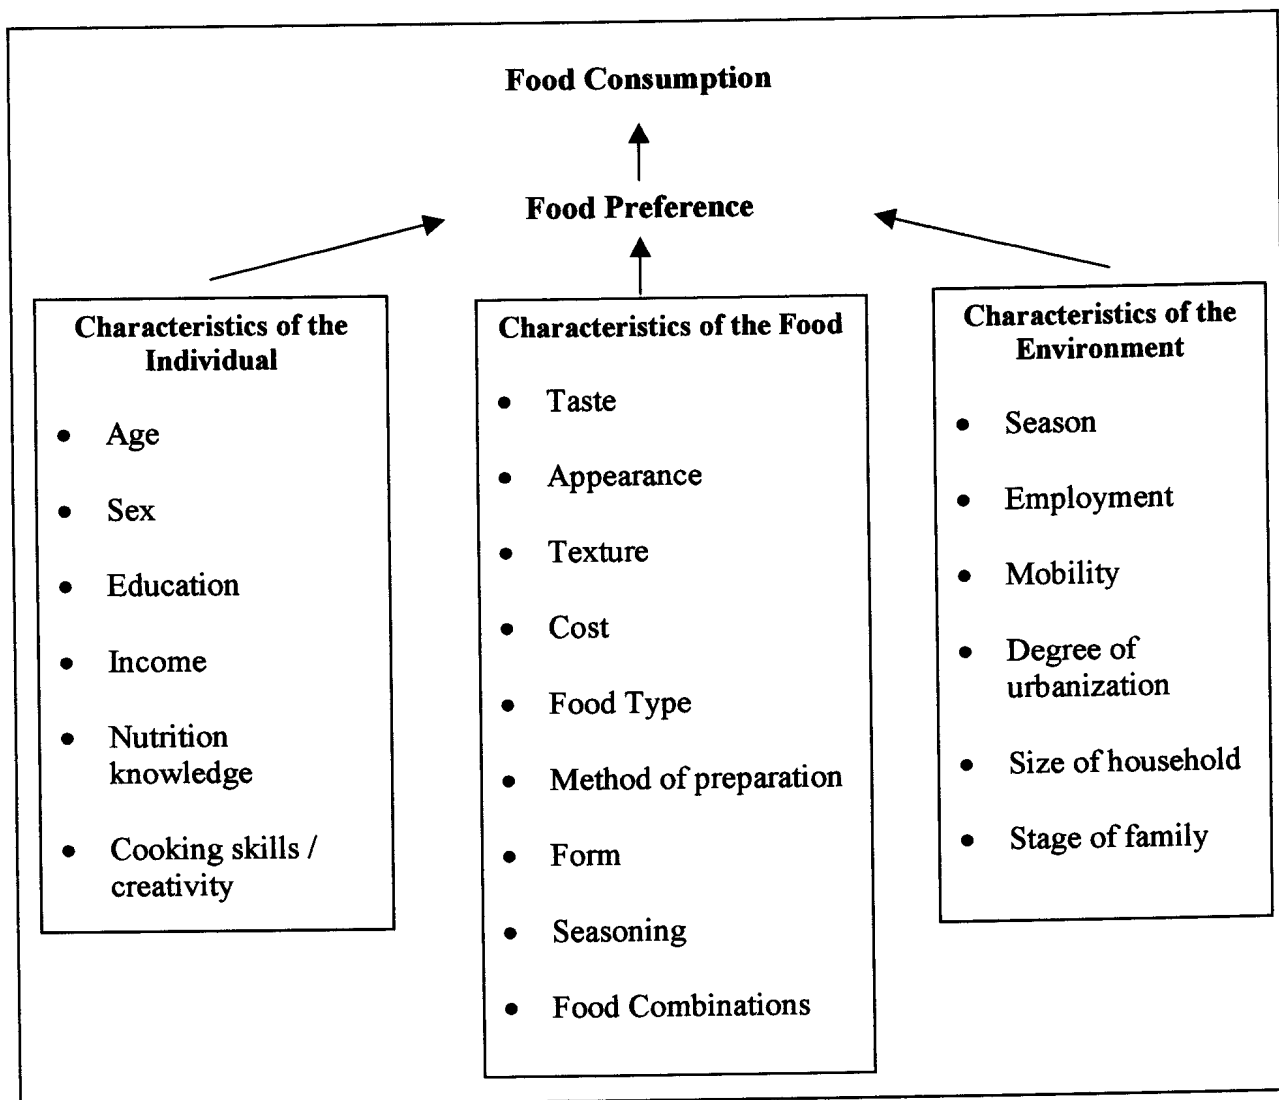 Food Consumption
Food Preference
Characteristics of the
Individual
• Age
• Sex
• Education
• Income
• Nutrition
knowledge
• Cooking skills /
creativity
Characteristics of the Food
• Taste
• Appearance
• Texture
• Cost
• Food Type
• Method of preparation
• Form
• Seasoning
• Food Combinations
Characteristics of the
Environment
• Season
• Employment
• Mobility
• Degree of
urbanization
• Size of household
• Stage of family